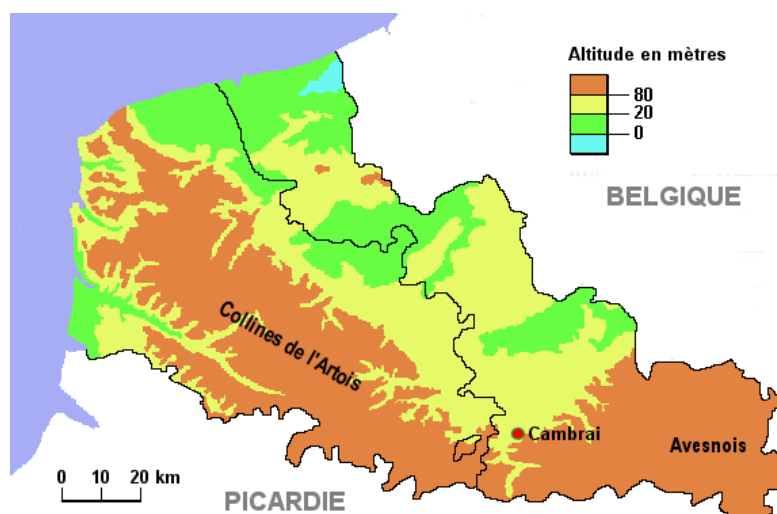 Altitude en mètres
80
20
0
BELGIQUE
Collines de l'Artois
Cambrai
Avesnois
0 10 20 km
PICARDIE